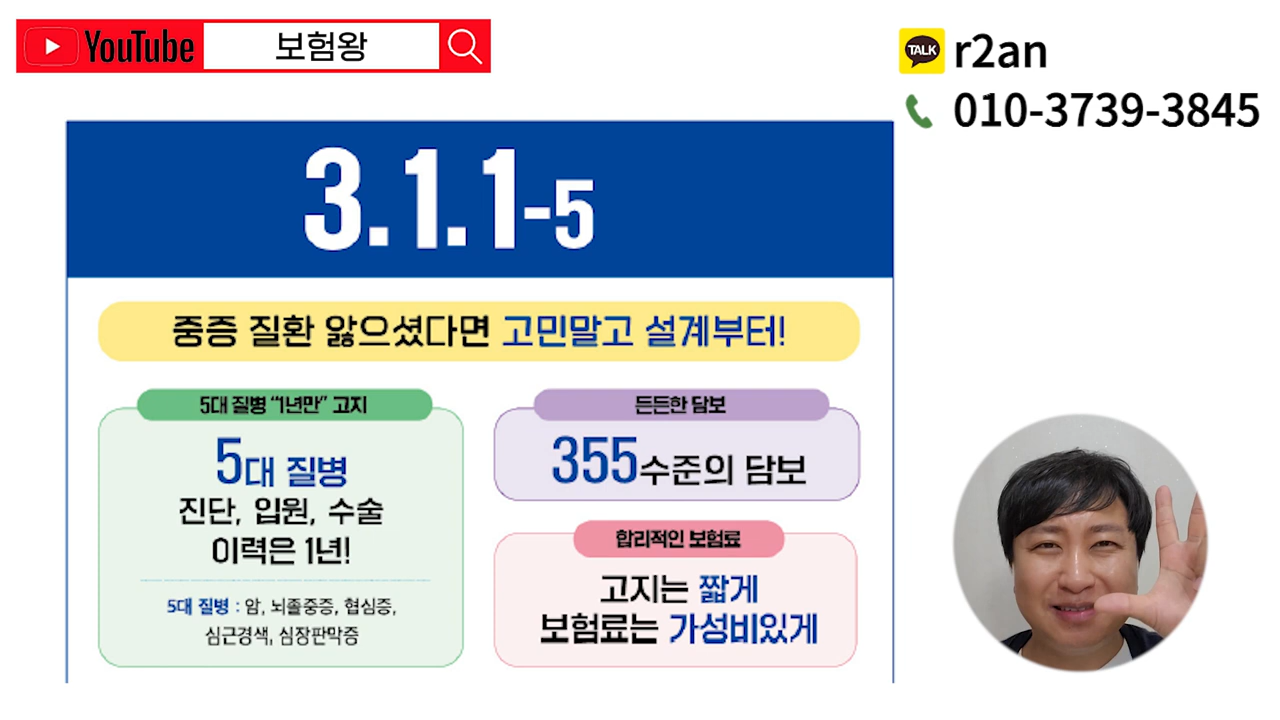 YouTube 보험왕
TALK r2an
010-3739-3845
3.1.1-5
중증 질환 앓으셨다면 고민말고 설계부터!
5대 질병 “1년만” 고지
5대 질병
진단, 입원, 수술
이력은 1년!
5대 질병 : 암, 뇌졸중증, 협심증,
심근경색, 심장판막증
든든한 담보
355수준의 담보
합리적인 보험료
고지는 짧게
보험료는 가성비있게